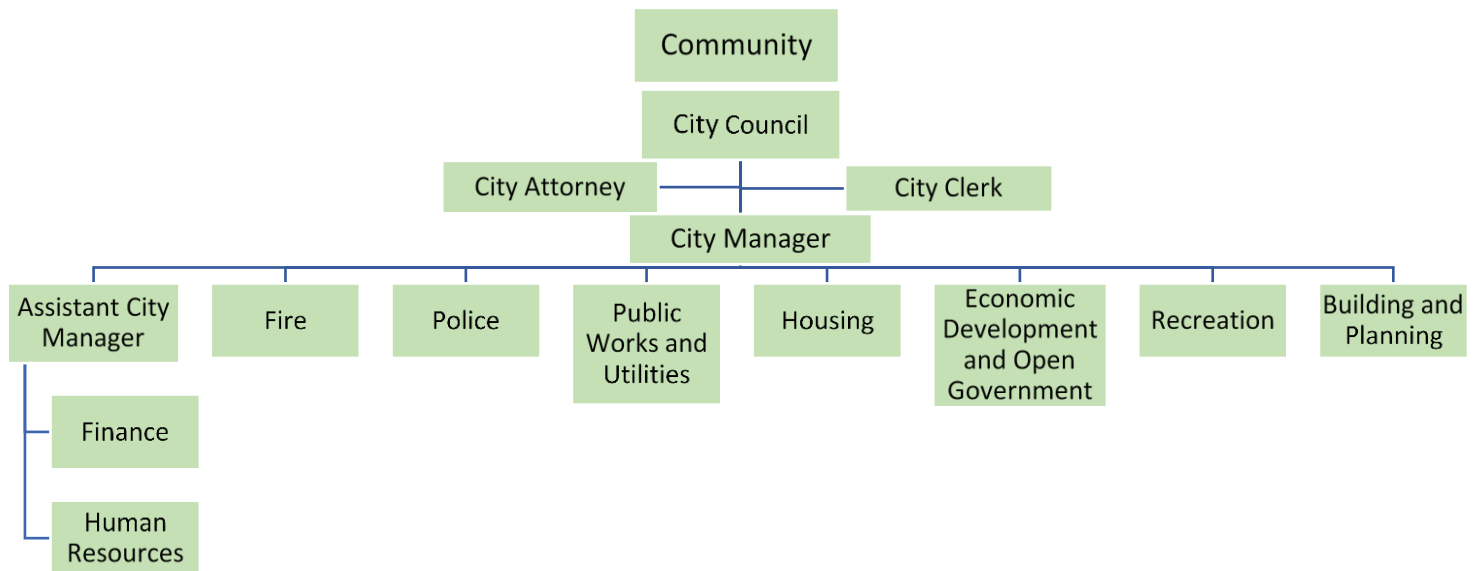 Community
City Council
City Attorney
City Clerk
City Manager
Assistant City
Manager
Fire
Police
Public
Works and
Utilities
Housing
Economic
Development
and Open
Government
Recreation
Building and
Planning
Finance
Human
Resources